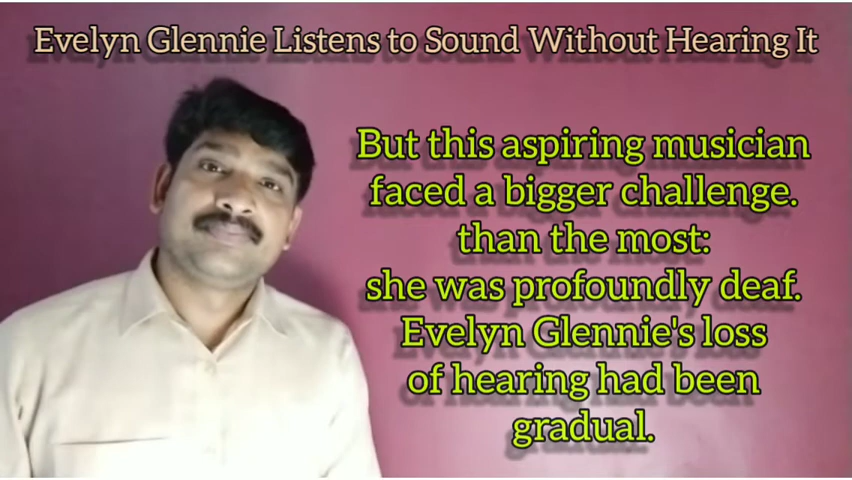 Evelyn Glennie Listens to Sound Without Hearing It
But this aspiring musician
faced a bigger challenge.
than the most:
she was profoundly deaf.
Evelyn Glennie's loss
of hearing had been
gradual.